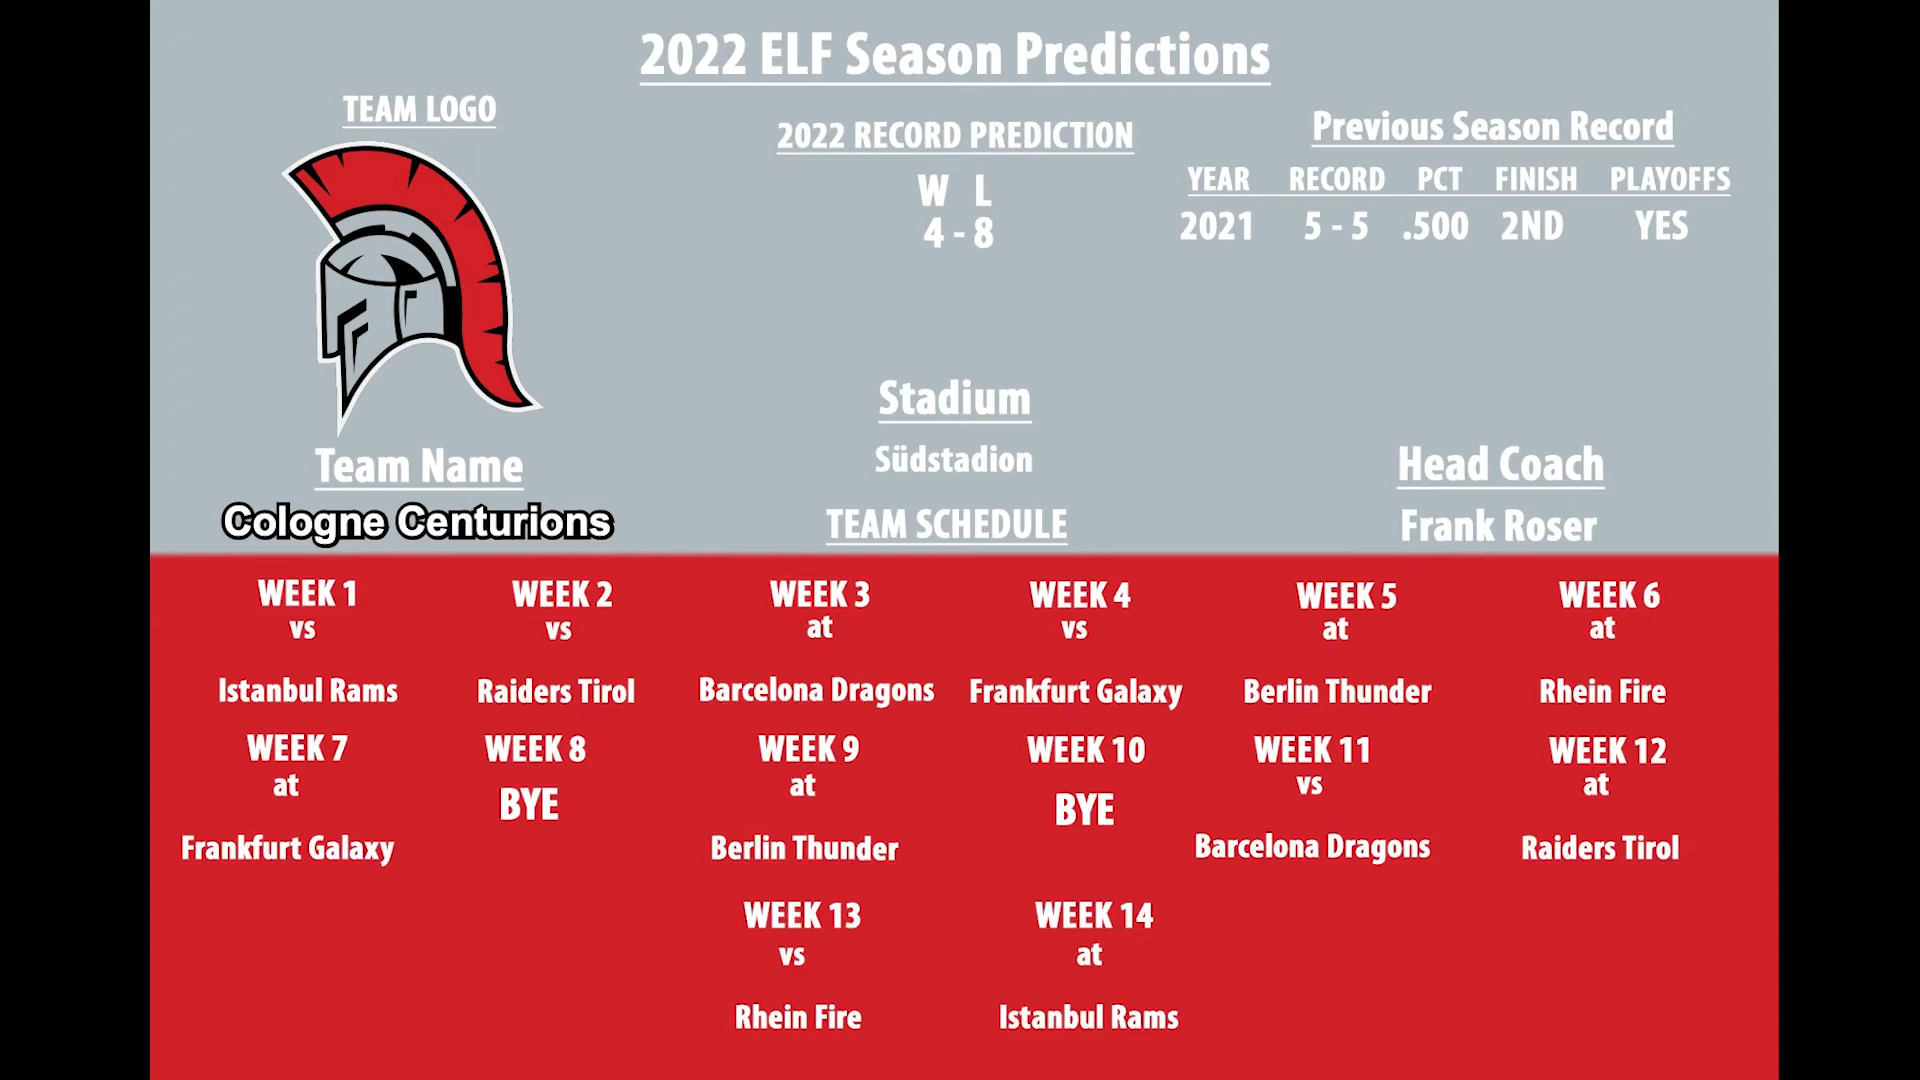 2022 ELF Season Predictions
TEAM LOGO
2022 RECORD PREDICTION
W L
4 - 8
Previous Season Record
YEAR RECORD PCT FINISH PLAYOFFS
2021 5 - 5 .500 2ND YES
Stadium
Südstadion
Team Name
Cologne Centurions
Head Coach
Frank Roser
TEAM SCHEDULE
WEEK 1
vs
Istanbul Rams
WEEK 2
vs
Raiders Tirol
WEEK 3
at
Barcelona Dragons
WEEK 4
vs
Frankfurt Galaxy
WEEK 5
at
Berlin Thunder
WEEK 6
at
Rhein Fire
WEEK 7
at
Frankfurt Galaxy
WEEK 8
BYE
WEEK 9
at
Berlin Thunder
WEEK 10
BYE
WEEK 11
vs
Barcelona Dragons
WEEK 12
at
Raiders Tirol
WEEK 13
vs
Rhein Fire
WEEK 14
at
Istanbul Rams